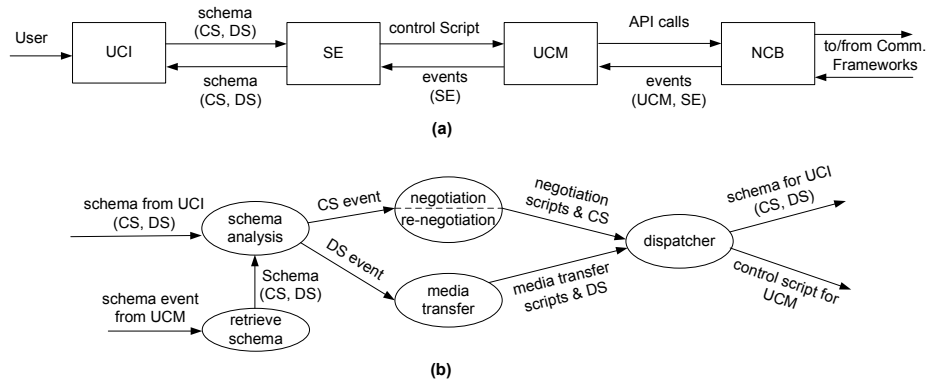 schema
(CS, DS)
control Script
API calls
User
UCI
SE
UCM
NCB
to/from Comm.
Frameworks
schema
(CS, DS)
events
(SE)
events
(UCM, SE)
(a)
schema from UCI
(CS, DS)
schema
analysis
CS event
DS event
negotiation
re-negotiation
negotiation
scripts & CS
schema for UCI
(CS, DS)
dispatcher
Schema
(CS, DS)
schema event
from UCM
retrieve
schema
media
transfer
media transfer
scripts & DS
control script for
UCM
(b)